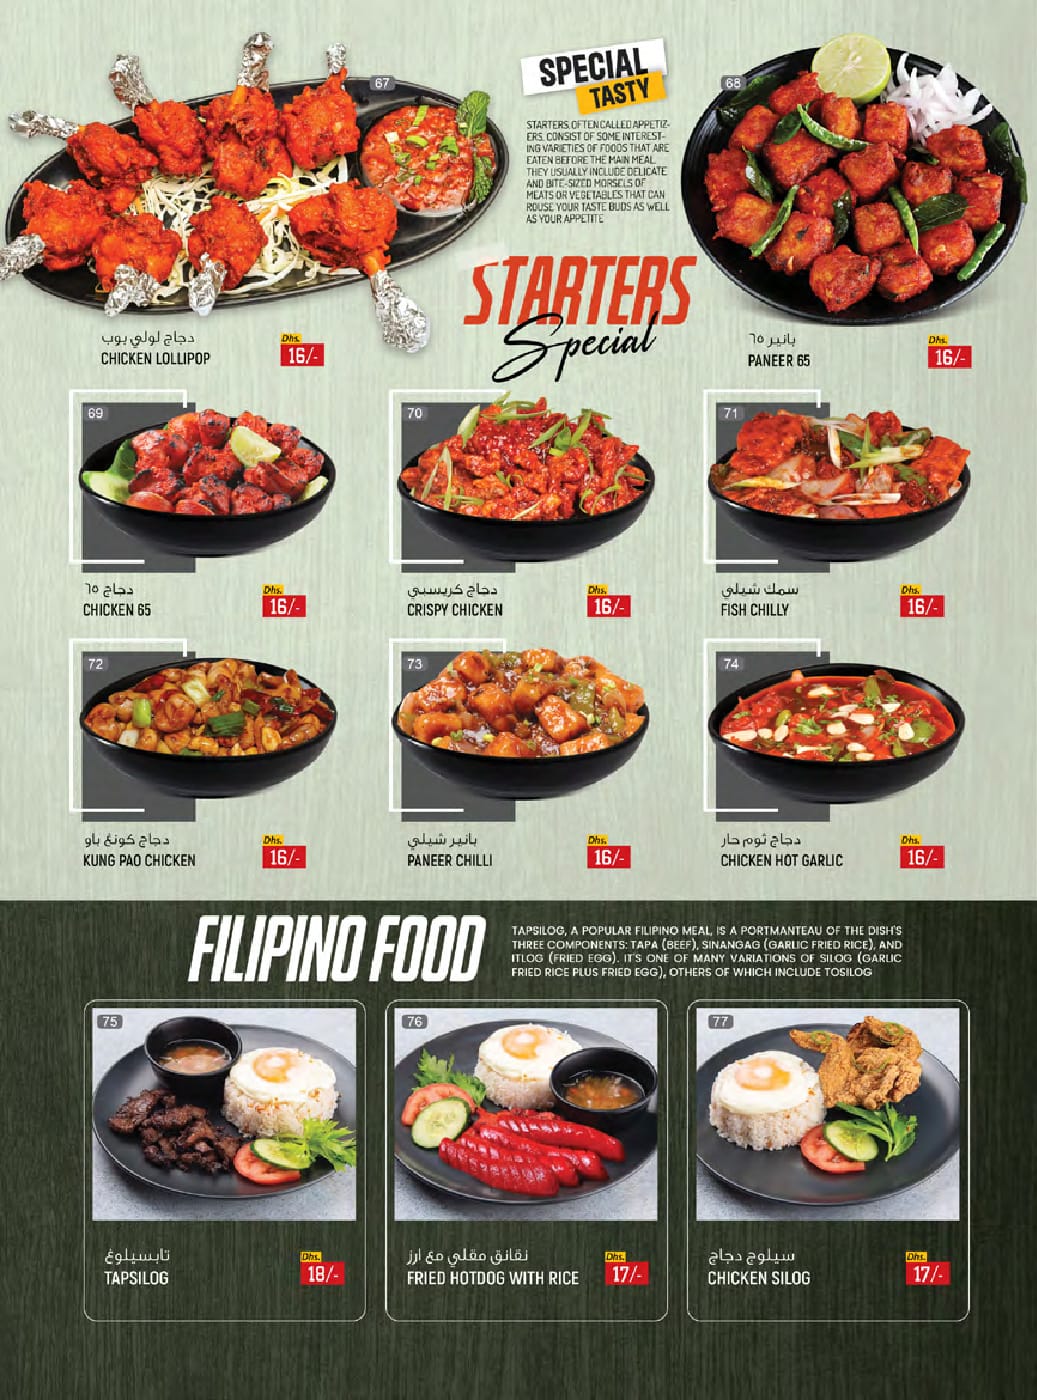 67
SPECIAL
TASTY
STARTERS, OFTEN CALLED APPETIZ-
ERS, CONSIST OF SOME INTEREST-
ING VARIETIES OF FOODS THAT ARE
EATEN BEFORE THE MAIN MEAL.
THEY USUALLY INCLUDE DELICATE
AND BITE-SIZED MORSELS OF
MEATS OR VEGETABLES THAT CAN
ROUSE YOUR TASTE BUDS AS WELL
AS YOUR APPETITE
68
STARTERS
Special
دجاج لولي بوب
CHICKEN LOLLIPOP
Dhs.
16/-
بانير ٦٥
PANEER 65
Dhs.
16/-
69
دجاج ٦٥
CHICKEN 65
Dhs.
16/-
70
دجاج كريسبي
CRISPY CHICKEN
Dhs.
16/-
71
سمك شيلي
FISH CHILLY
Dhs.
16/-
72
دجاج كونغ باو
KUNG PAO CHICKEN
Dhs.
16/-
73
بانير شيلي
PANEER CHILLI
Dhs.
16/-
74
دجاج ثوم حار
CHICKEN HOT GARLIC
Dhs.
16/-
FILIPINO FOOD
TAPSILOG, A POPULAR FILIPINO MEAL, IS A PORTMANTEAU OF THE DISH'S
THREE COMPONENTS: TAPA (BEEF), SINANGAG (GARLIC FRIED RICE), AND
ITLOG (FRIED EGG). IT'S ONE OF MANY VARIATIONS OF SILOG (GARLIC
FRIED RICE PLUS FRIED EGG), OTHERS OF WHICH INCLUDE TOSILOG
75
تابسيلوغ
TAPSILOG
Dhs.
18/-
76
نقانق مقلي مع ارز
FRIED HOTDOG WITH RICE
Dhs.
17/-
77
سيلوج دجاج
CHICKEN SILOG
Dhs.
17/-